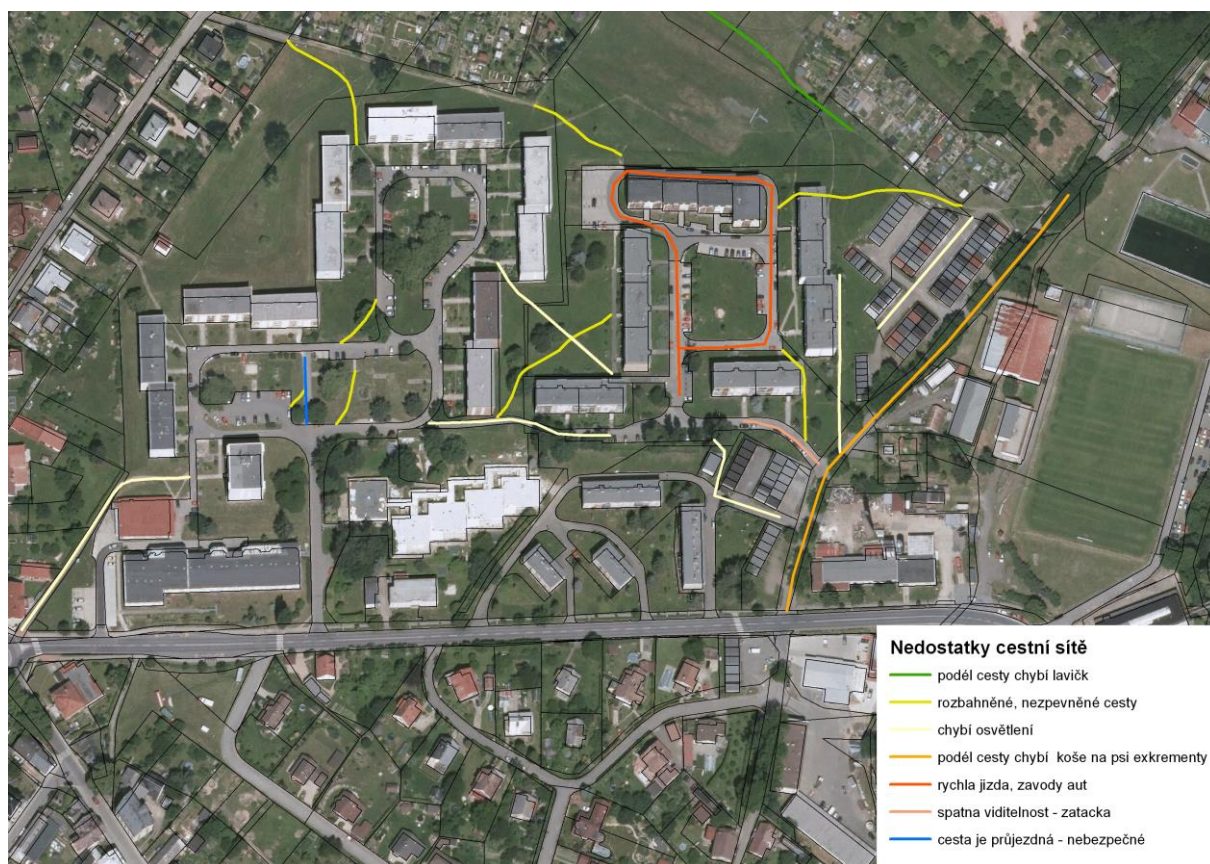 Nedostatky cestní sítě
podél cesty chybí lavičk
rozbahněné, nezpevněné cesty
chybí osvětlení
podél cesty chybí  koše na psi exkrementy
rychla jizda, zavody aut
spatna viditelnost - zatacka
cesta je průjezdná - nebezpečné